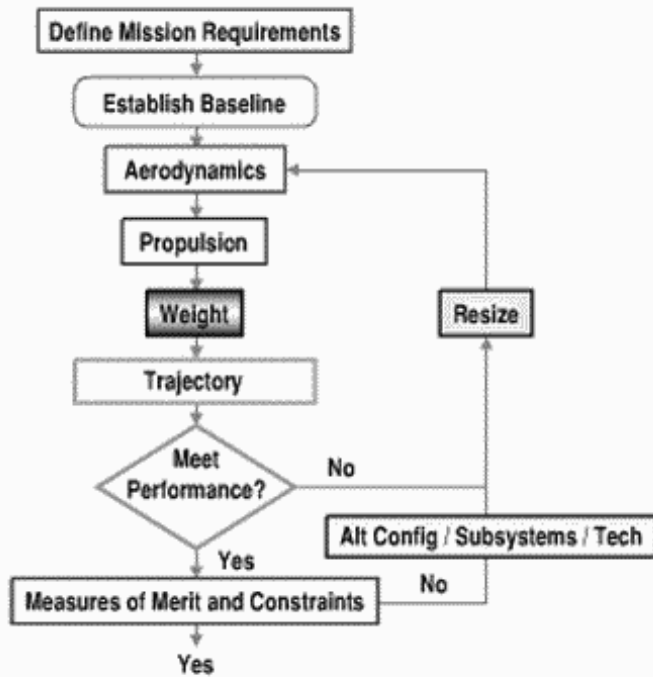 Define Mission Requirements
Establish Baseline
Aerodynamics
Propulsion
Weight
Resize
Trajectory
Meet
Performance?
No
Alt Config / Subsystems / Tech
Yes
Measures of Merit and Constraints
No
Yes